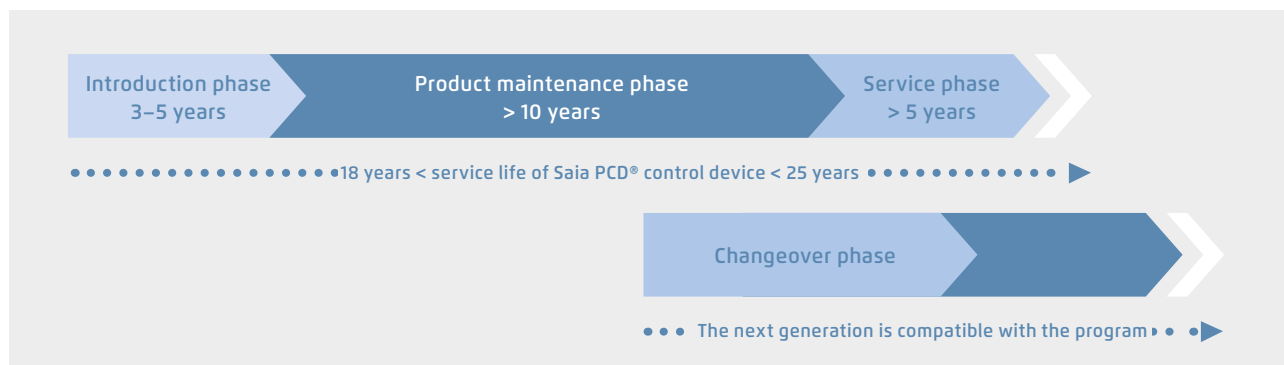 Introduction phase
3–5 years
Product maintenance phase
> 10 years
Service phase
> 5 years
18 years < service life of Saia PCD® control device < 25 years
Changeover phase
The next generation is compatible with the program